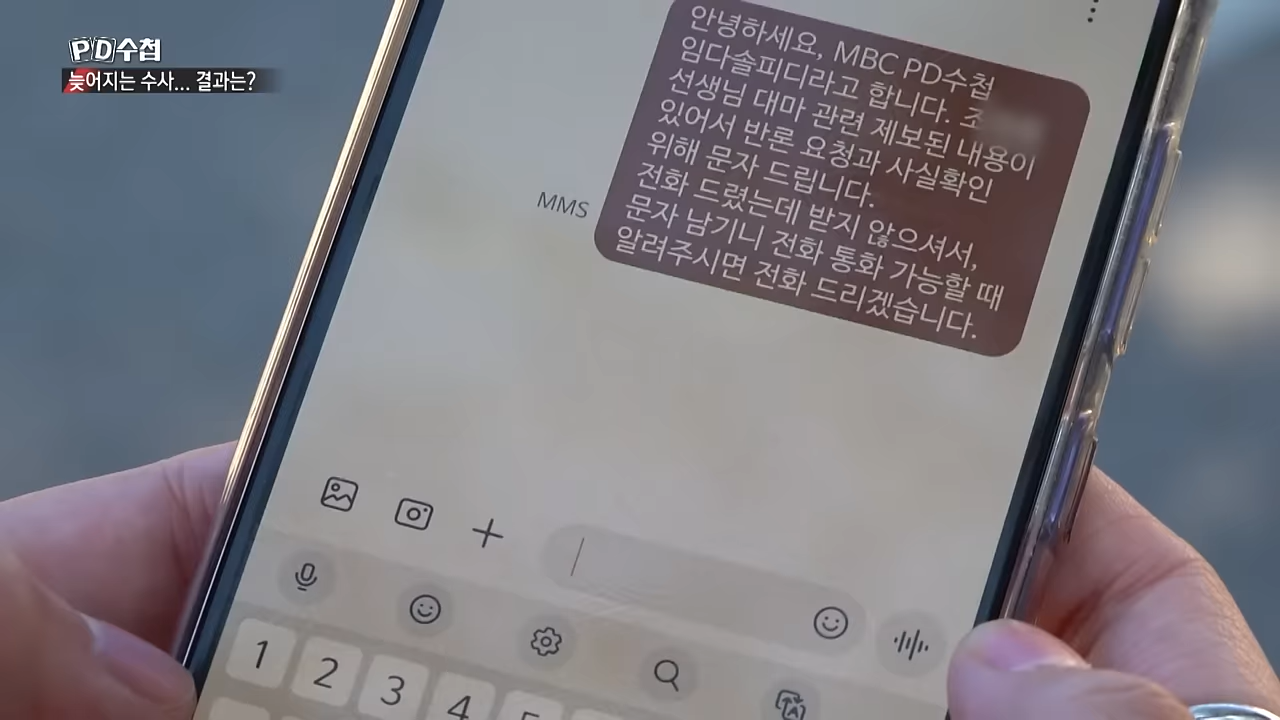 PD수첩
늦어지는 수사... 결과는?
안녕하세요, MBC PD수첩
임다솔피디라고 합니다. 조
선생님 대마 관련 제보된 내용이
있어서 반론 요청과 사실확인
위해 문자 드립니다.
전화 드렸는데 받지 않으셔서,
문자 남기니 전화 통화 가능할 때
알려주시면 전화 드리겠습니다.
MMS
1 2 3 4